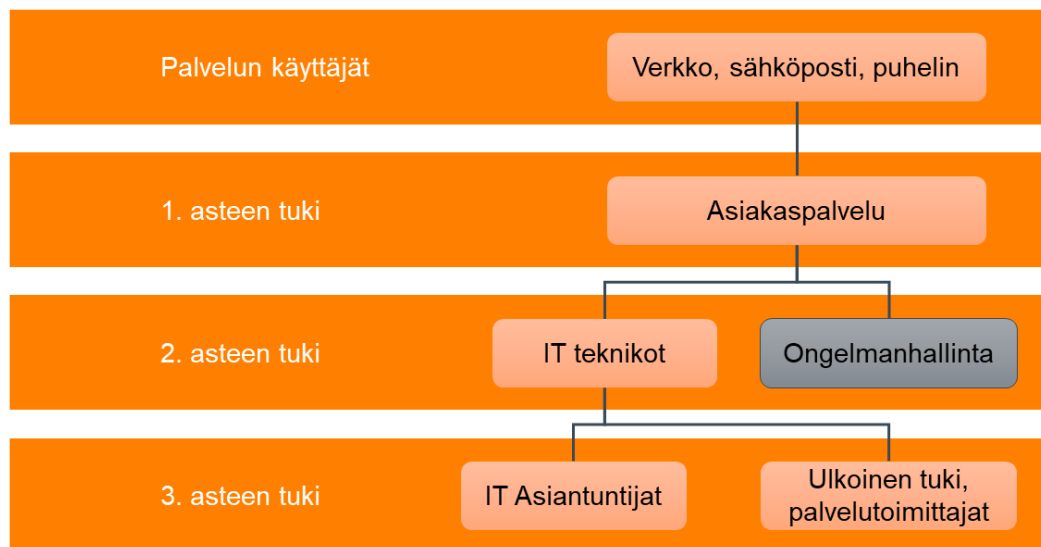 Palvelun käyttäjät
Verkko, sähköposti, puhelin
1. asteen tuki
Asiakaspalvelu
2. asteen tuki
IT teknikot
Ongelmanhallinta
3. asteen tuki
IT Asiantuntijat
Ulkoinen tuki,
palvelutoimittajat